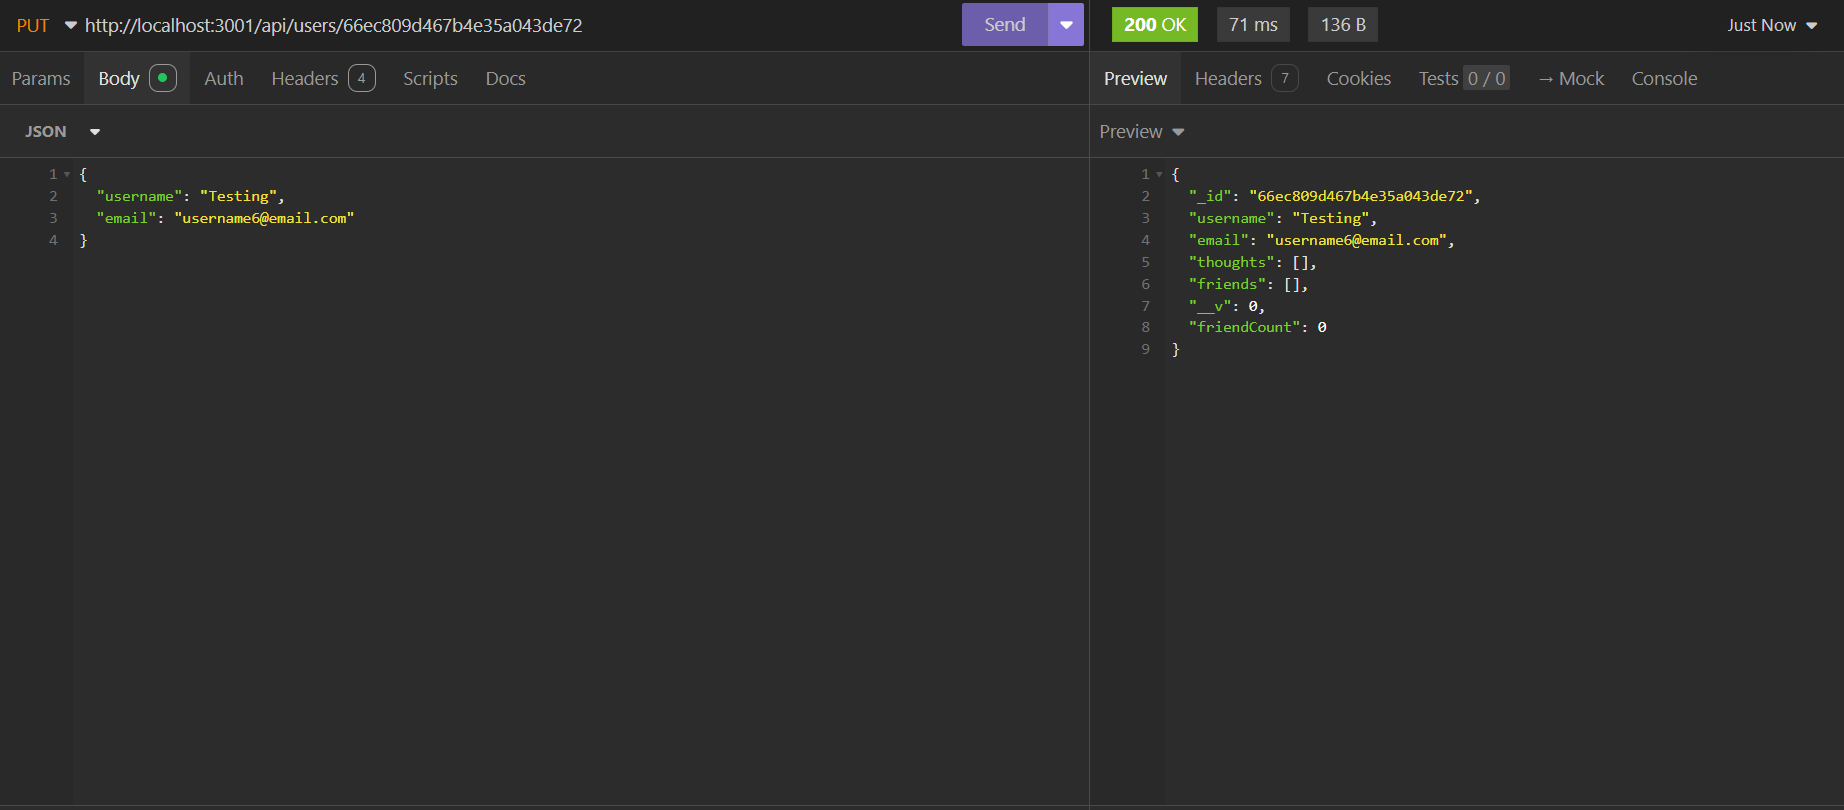 PUT http://localhost:3001/api/users/66ec809d467b4e35a043de72 Send
Params Body Auth Headers 4 Scripts Docs
JSON
1 {
2 "username": "Testing",
3 "email": "username6@email.com"
4 }
200 OK 71 ms 136 B Just Now
Preview Headers 7 Cookies Tests 0 / 0 → Mock Console
Preview
1 {
2 "_id": "66ec809d467b4e35a043de72",
3 "username": "Testing",
4 "email": "username6@email.com",
5 "thoughts": [],
6 "friends": [],
7 "__v": 0,
8 "friendCount": 0
9 }